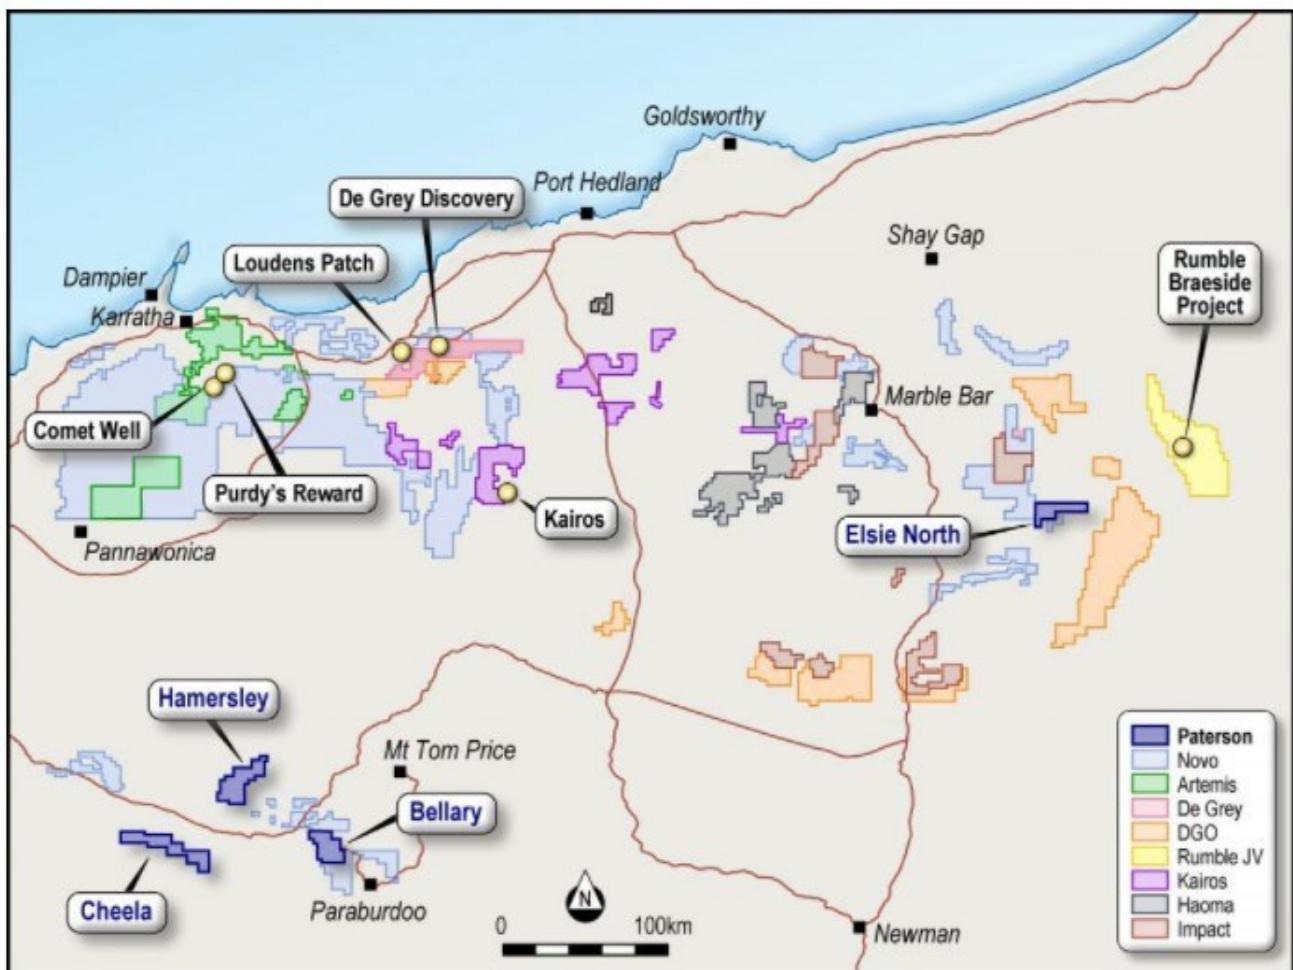 Goldsworthy
Port Hedland
De Grey Discovery
Shay Gap
Loudens Patch
Rumble
Braeside
Project
Dampier
Karratha
Marble Bar
Comet Well
Purdy's Reward
Kairos
Elsie North
Pannawonica
Hamersley
Mt Tom Price
Bellary
Cheela
Paraburdoo
N
0 100km
Newman
Paterson
Novo
Artemis
De Grey
DGO
Rumble JV
Kairos
Haoma
Impact